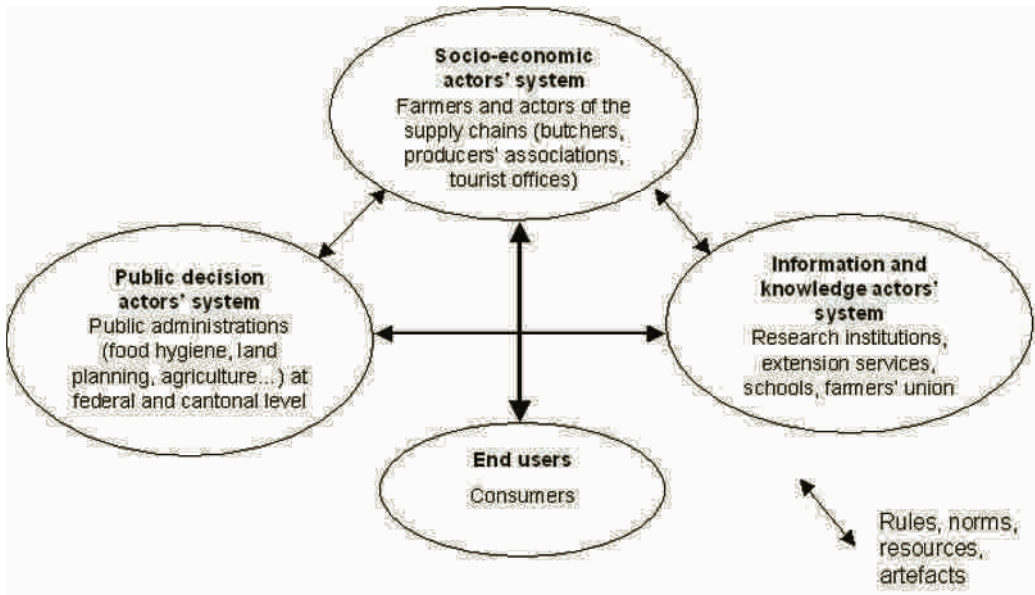 Socio-economic
actors' system
Farmers and actors of the
supply chains (butchers,
producers' associations,
tourist offices)
Public decision
actors' system
Public administrations
(food hygiene, land
planning, agriculture...) at
federal and cantonal level
Information and
knowledge actors'
system
Research institutions,
extension services,
schools, farmers' union
End users
Consumers
Rules, norms,
resources,
artefacts